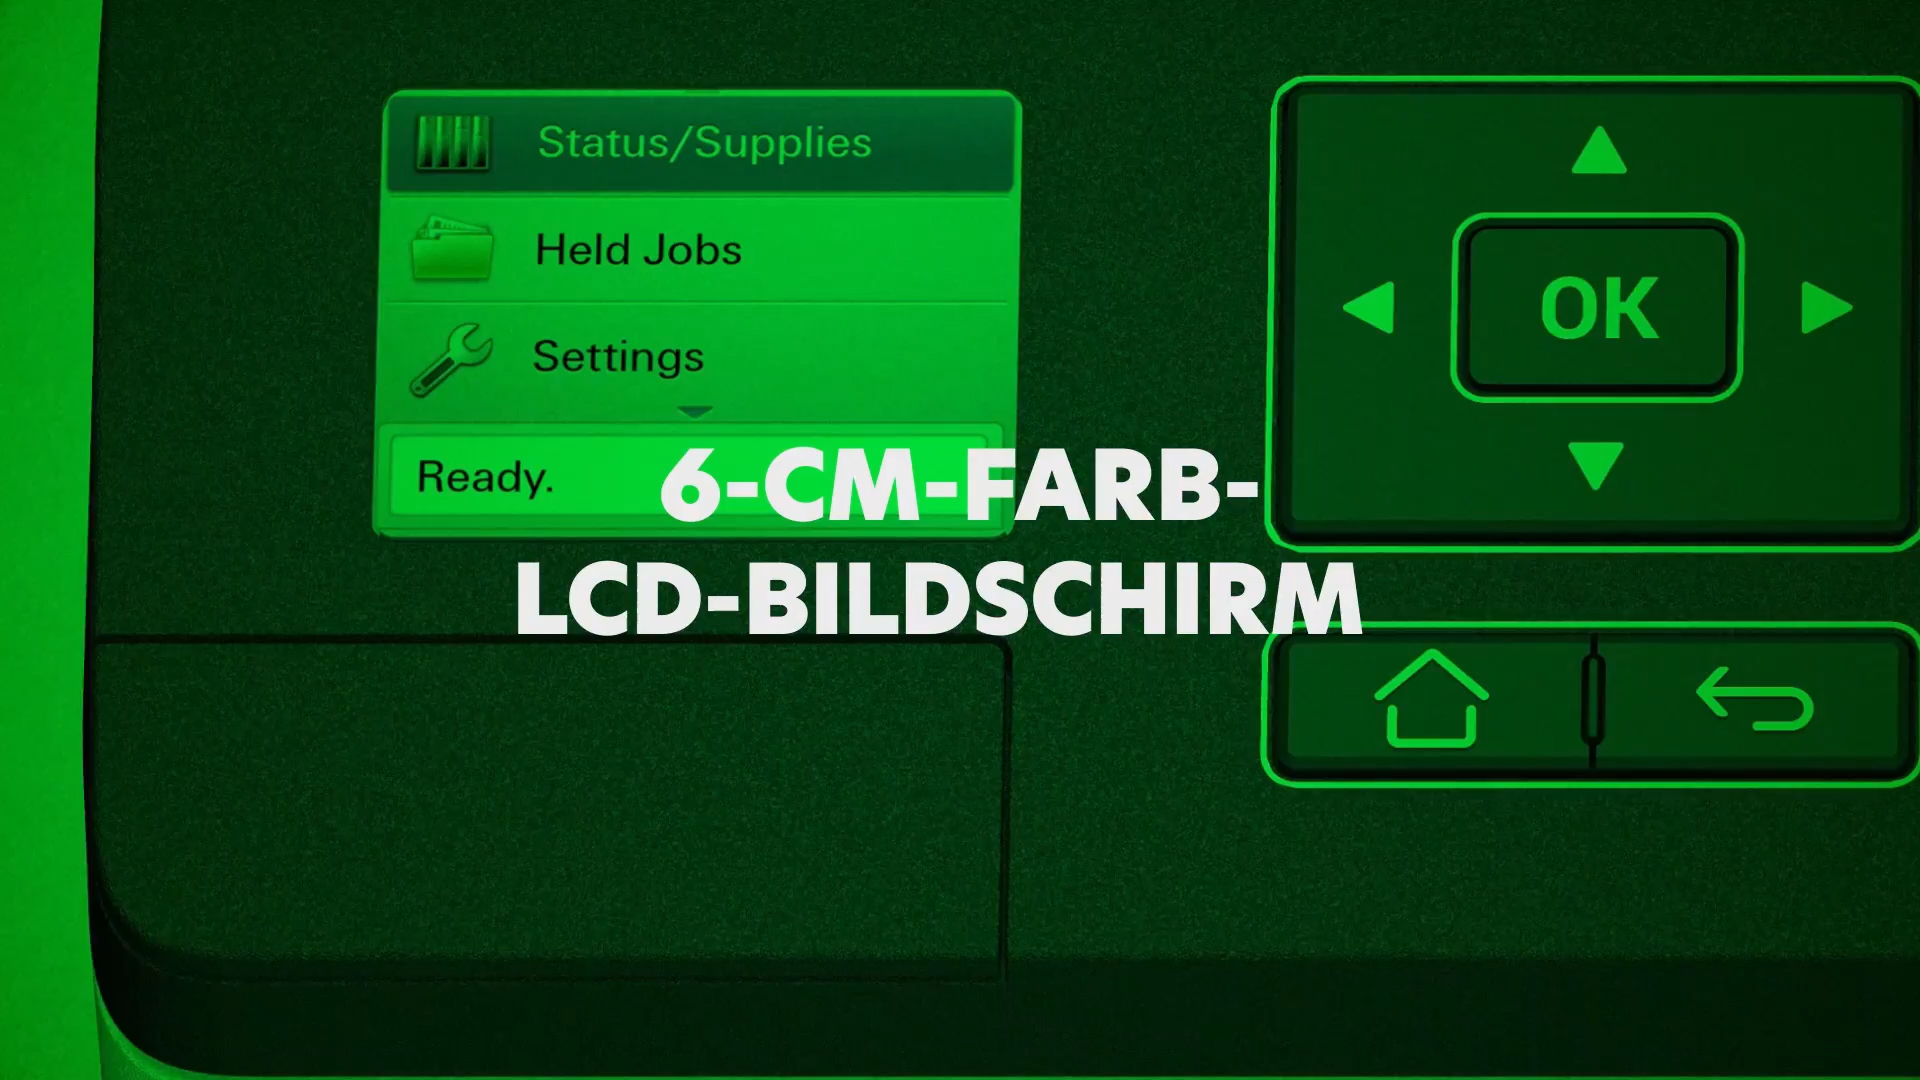 Status/Supplies
Held Jobs
Settings
Ready.
6-CM-FARB-
LCD-BILDSCHIRM
OK